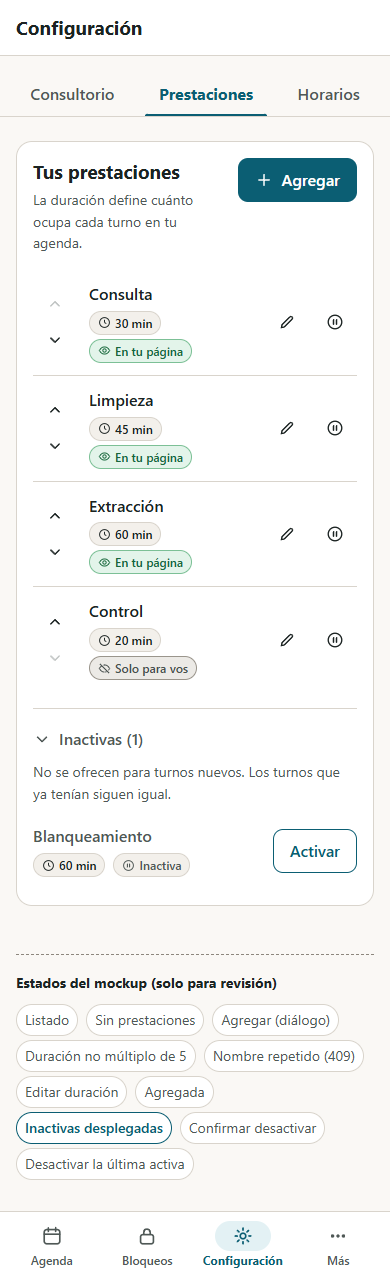 Configuración
Consultorio Prestaciones Horarios
Tus prestaciones
+ Agregar
La duración define cuánto
ocupa cada turno en tu
agenda.
Consulta
30 min
En tu página
Limpieza
45 min
En tu página
Extracción
60 min
En tu página
Control
20 min
Solo para vos
Inactivas (1)
No se ofrecen para turnos nuevos. Los turnos que
ya tenían siguen igual.
Blanqueamiento
60 min Inactiva
Activar
Estados del mockup (solo para revisión)
Listado Sin prestaciones Agregar (diálogo)
Duración no múltiplo de 5 Nombre repetido (409)
Editar duración Agregada
Inactivas desplegadas Confirmar desactivar
Desactivar la última activa
Agenda Bloqueos Configuración Más